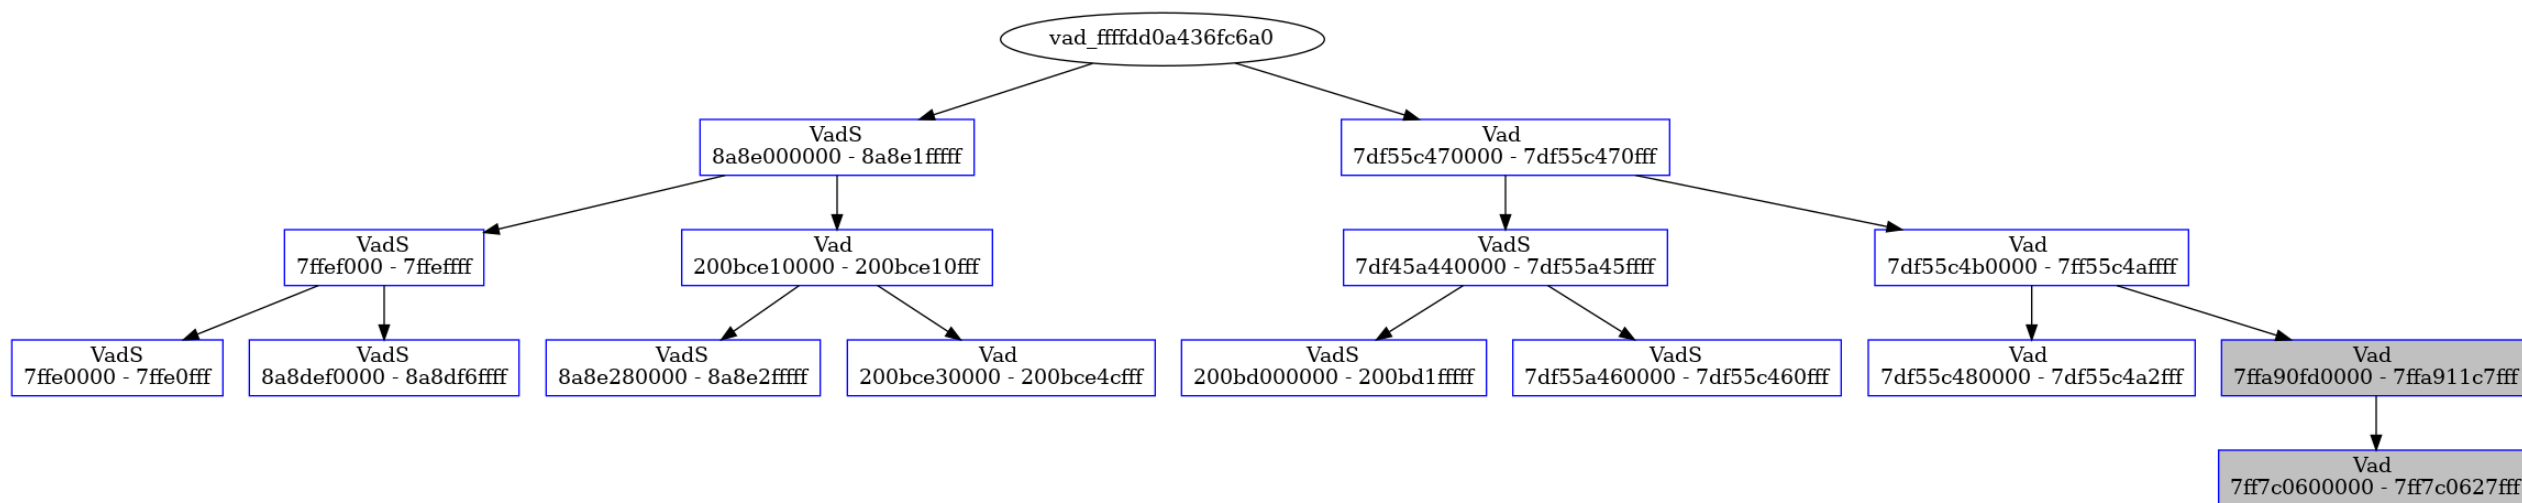 vad_ffffdd0a436fc6a0
VadS
8a8e000000 - 8a8e1fffff
Vad
7df55c470000 - 7df55c470fff
VadS
7ffef000 - 7ffeffff
Vad
200bce10000 - 200bce10fff
VadS
7df45a440000 - 7df55a45ffff
Vad
7df55c4b0000 - 7ff55c4affff
VadS
7ffe0000 - 7ffe0fff
VadS
8a8def0000 - 8a8df6ffff
VadS
8a8e280000 - 8a8e2fffff
Vad
200bce30000 - 200bce4cfff
VadS
200bd000000 - 200bd1fffff
VadS
7df55a460000 - 7df55c460fff
Vad
7df55c480000 - 7df55c4a2fff
Vad
7ffa90fd0000 - 7ffa911c7fff
Vad
7ff7c0600000 - 7ff7c0627fff